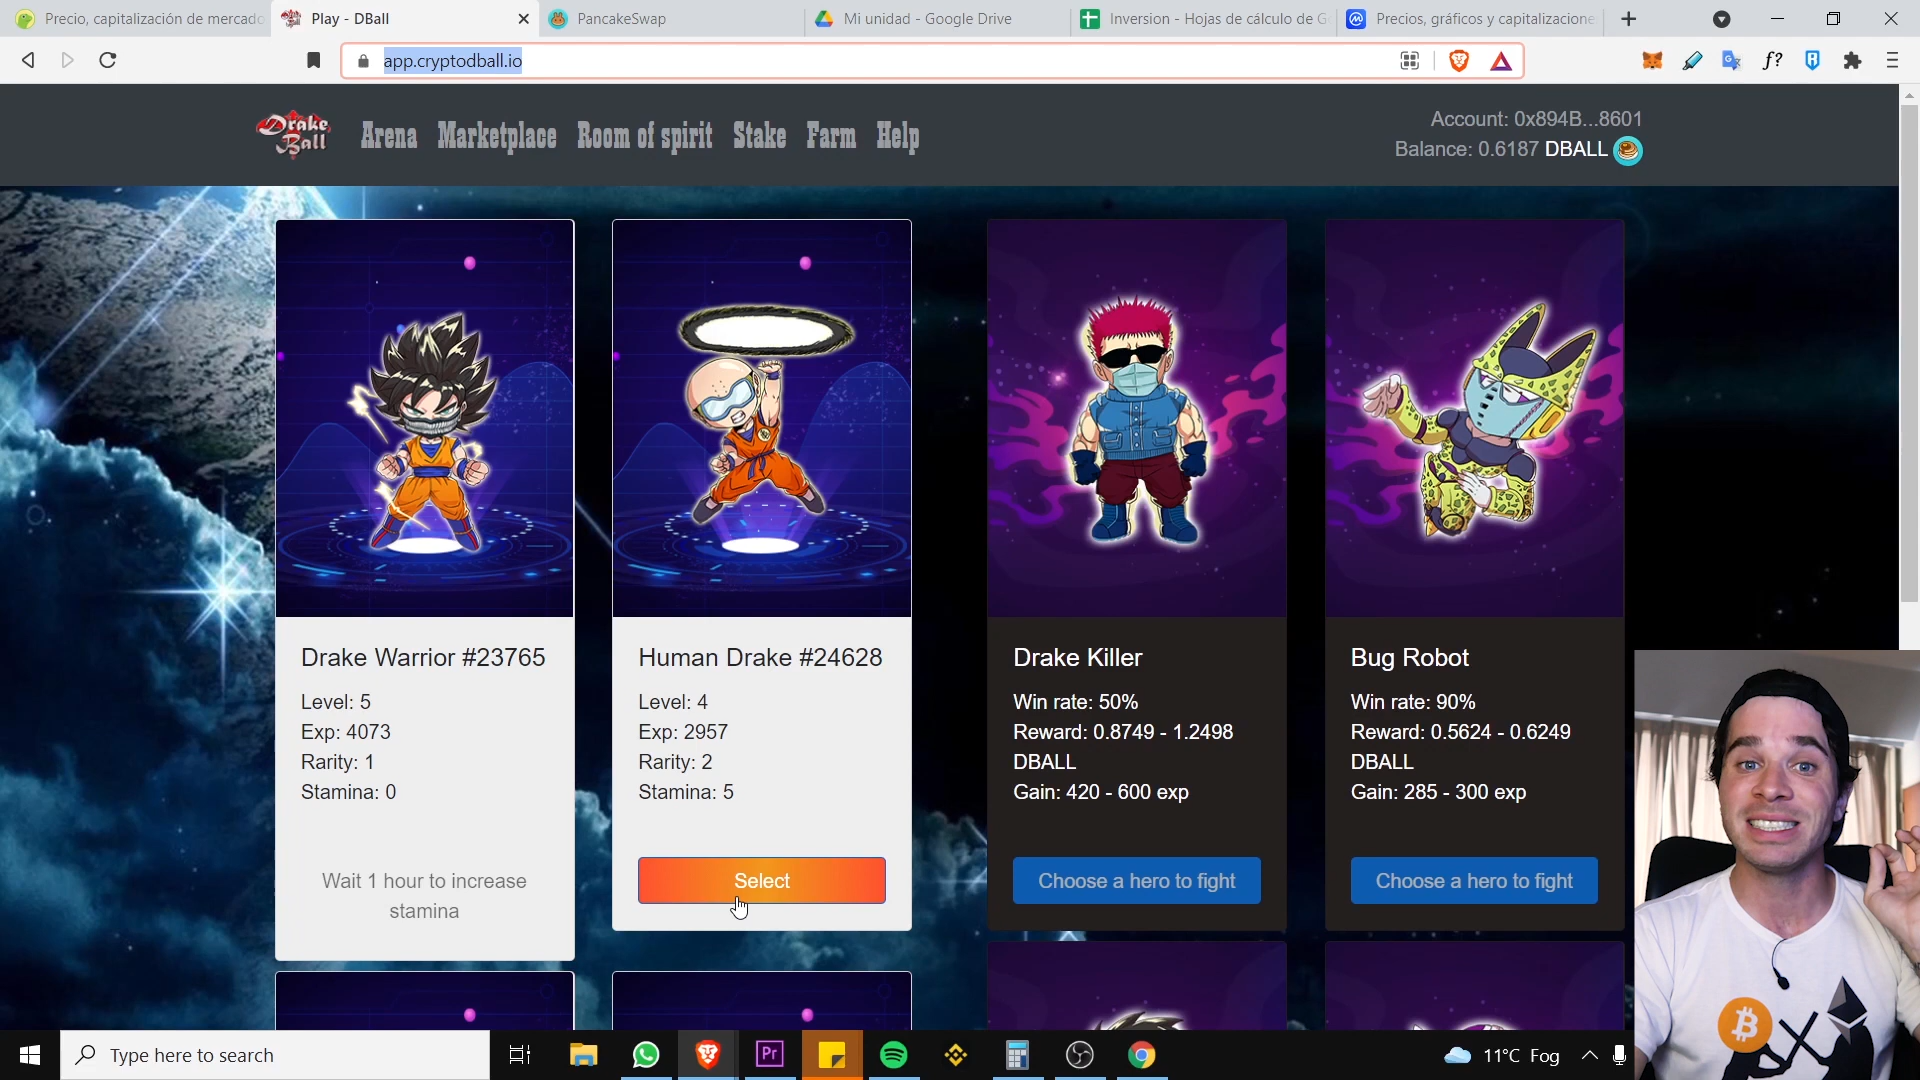 Precio, capitalización de mercado
Play - DBall
PancakeSwap
Mi unidad - Google Drive
Inversion - Hojas de cálculo de G
Precios, gráficos y capitalizacione
app.cryptodball.io
f?
Drake
Ball
Arena Marketplace Room of spirit Stake Farm Help
Account: 0x894B...8601
Balance: 0.6187 DBALL
Drake Warrior #23765
Level: 5
Exp: 4073
Rarity: 1
Stamina: 0
Wait 1 hour to increase
stamina
Human Drake #24628
Level: 4
Exp: 2957
Rarity: 2
Stamina: 5
Select
Drake Killer
Win rate: 50%
Reward: 0.8749 - 1.2498
DBALL
Gain: 420 - 600 exp
Choose a hero to fight
Bug Robot
Win rate: 90%
Reward: 0.5624 - 0.6249
DBALL
Gain: 285 - 300 exp
Choose a hero to fight
Type here to search
Pr
11°C Fog